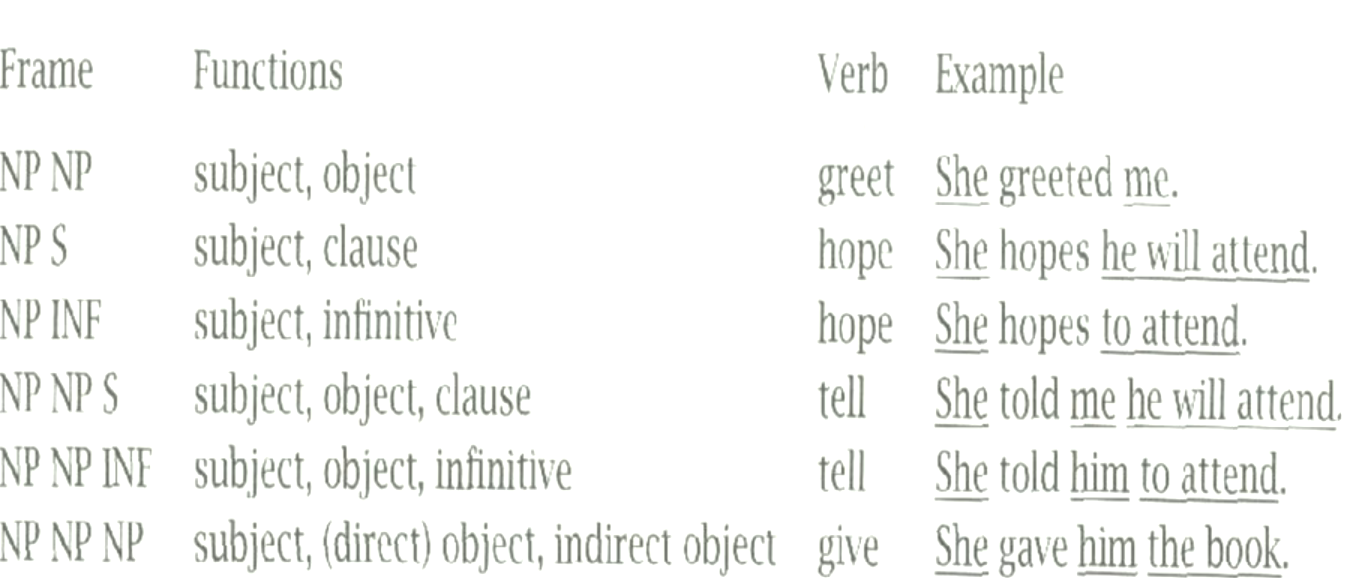 Frame Functions Verb Example
NP NP subject, object greet She greeted me.
NP S subject, clause hope She hopes he will attend.
NP INF subject, infinitive hope She hopes to attend.
NP NP S subject, object, clause tell She told me he will attend.
NP NP INF subject, object, infinitive tell She told him to attend.
NP NP NP subject, (direct) object, indirect object give She gave him the book.